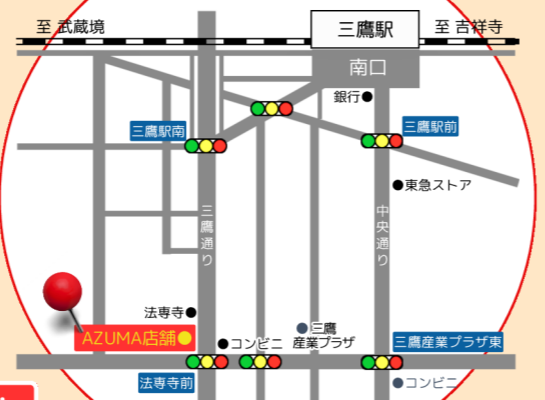 至 武蔵境
三鷹駅
至 吉祥寺
南口
銀行
三鷹駅南
三鷹駅前
東急ストア
三鷹通り
中央通り
法専寺
AZUMA店舗
コンビニ
三鷹
産業プラザ
三鷹産業プラザ東
法専寺前
コンビニ